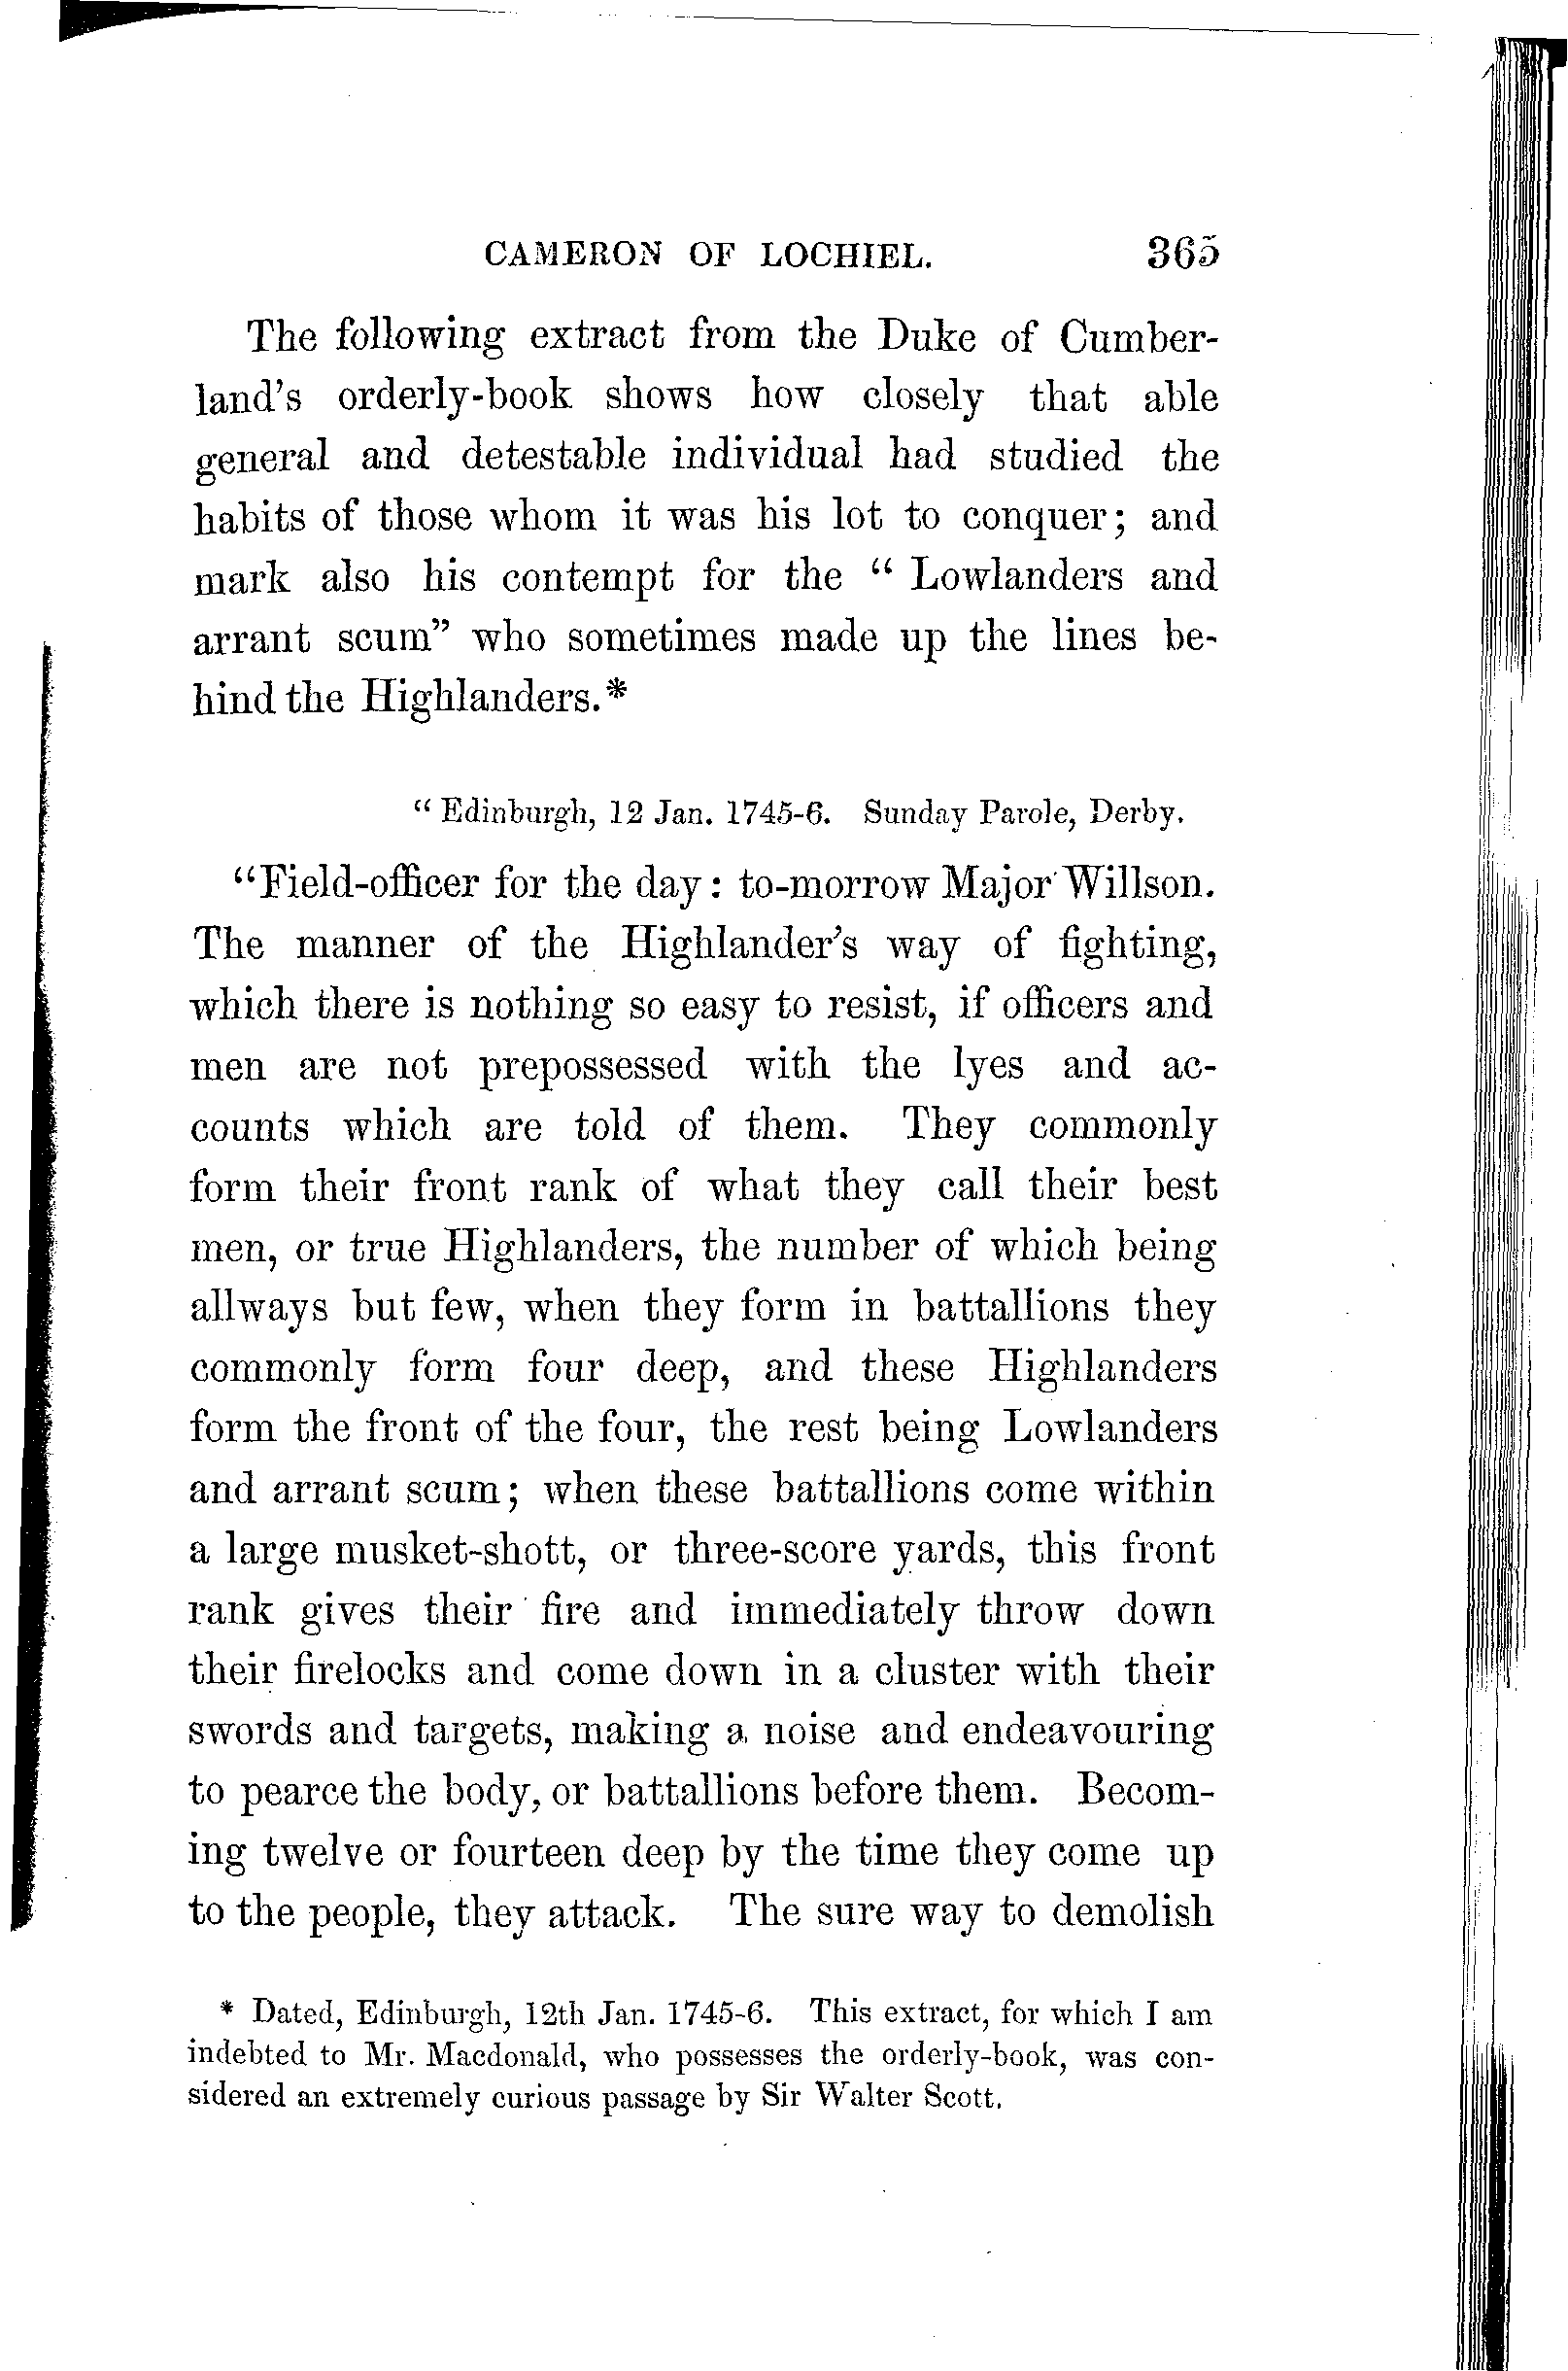 CAMERON OF LOCHIEL. 365
The following extract from the Duke of Cumber-
land's orderly-book shows how closely that able
general and detestable individual had studied the
habits of those whom it was his lot to conquer; and
mark also his contempt for the " Lowlanders and
arrant scum" who sometimes made up the lines be-
hind the Highlanders.*
" Edinburgh, 12 Jan. 1745-6. Sunday Parole, Derby.
"Field-officer for the day: to-morrow Major Willson.
The manner of the Highlander's way of fighting,
which there is nothing so easy to resist, if officers and
men are not prepossessed with the lyes and ac-
counts which are told of them. They commonly
form their front rank of what they call their best
men, or true Highlanders, the number of which being
allways but few, when they form in battallions they
commonly form four deep, and these Highlanders
form the front of the four, the rest being Lowlanders
and arrant scum; when these battallions come within
a large musket-shott, or three-score yards, this front
rank gives their fire and immediately throw down
their firelocks and come down in a cluster with their
swords and targets, making a noise and endeavouring
to pearce the body, or battallions before them. Becom-
ing twelve or fourteen deep by the time they come up
to the people, they attack. The sure way to demolish
* Dated, Edinburgh, 12th Jan. 1745-6. This extract, for which I am
indebted to Mr. Macdonald, who possesses the orderly-book, was con-
sidered an extremely curious passage by Sir Walter Scott.